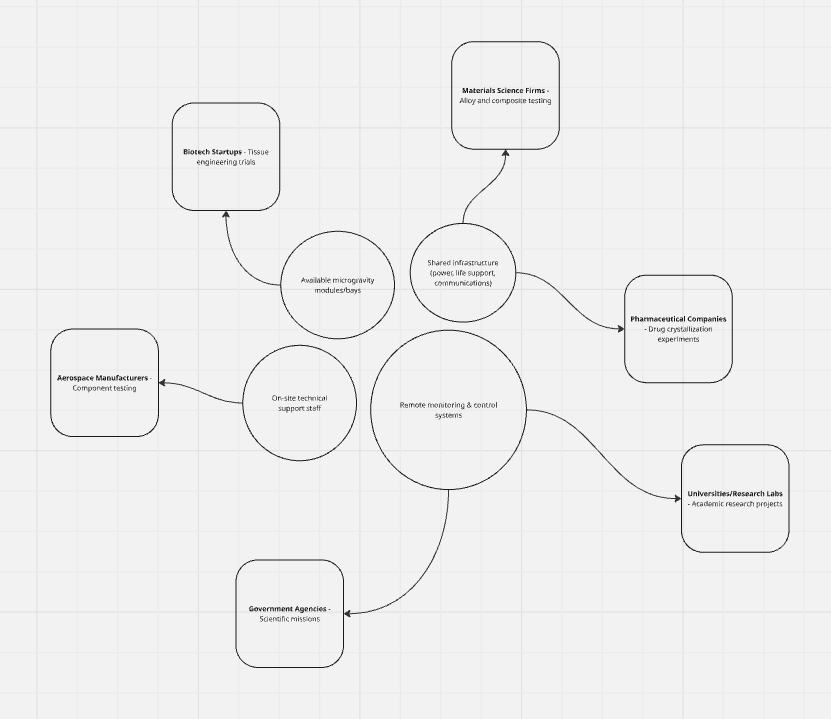 Materials Science Firms -
Alloy and composite testing
Biotech Startups - Tissue
engineering trials
Shared infrastructure
(power, life support,
communications)
Available microgravity
modules/bays
Pharmaceutical Companies
- Drug crystallization
experiments
Aerospace Manufacturers -
Component testing
On-site technical
support staff
Remote monitoring & control
systems
Universities/Research Labs
- Academic research projects
Government Agencies -
Scientific missions